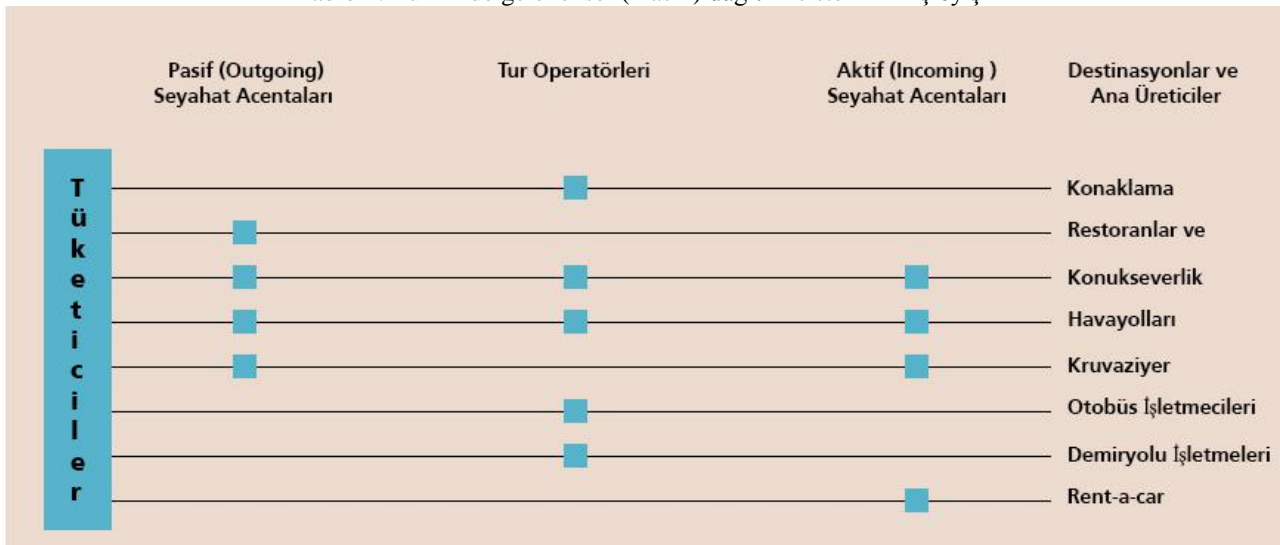 Pasif (Outgoing)
Seyahat Acentaları
Tur Operatörleri
Aktif (Incoming )
Seyahat Acentaları
Destinasyonlar ve
Ana Üreticiler
Tüketiciler
Konaklama
Restoranlar ve
Konukseverlik
Havayolları
Kruvaziyer
Otobüs İşletmecileri
Demiryolu İşletmeleri
Rent-a-car